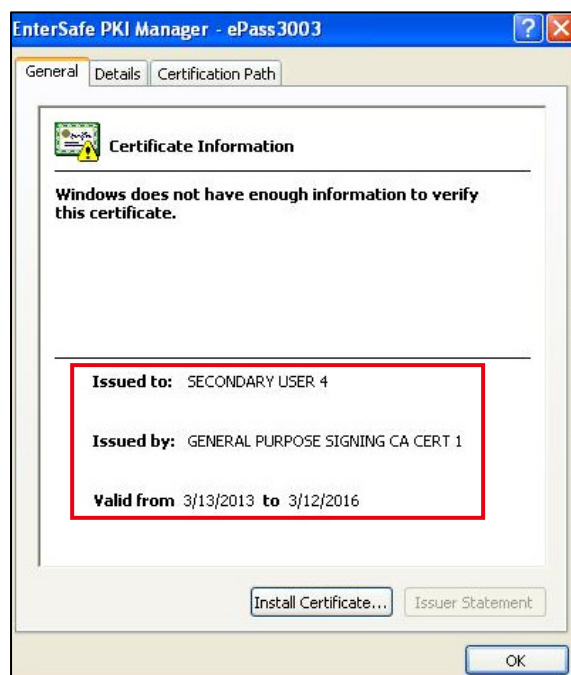 EnterSafe PKI Manager - ePass3003
General Details Certification Path
Certificate Information
Windows does not have enough information to verify
this certificate.
Issued to: SECONDARY USER 4
Issued by: GENERAL PURPOSE SIGNING CA CERT 1
Valid from 3/13/2013 to 3/12/2016
Install Certificate... Issuer Statement
OK